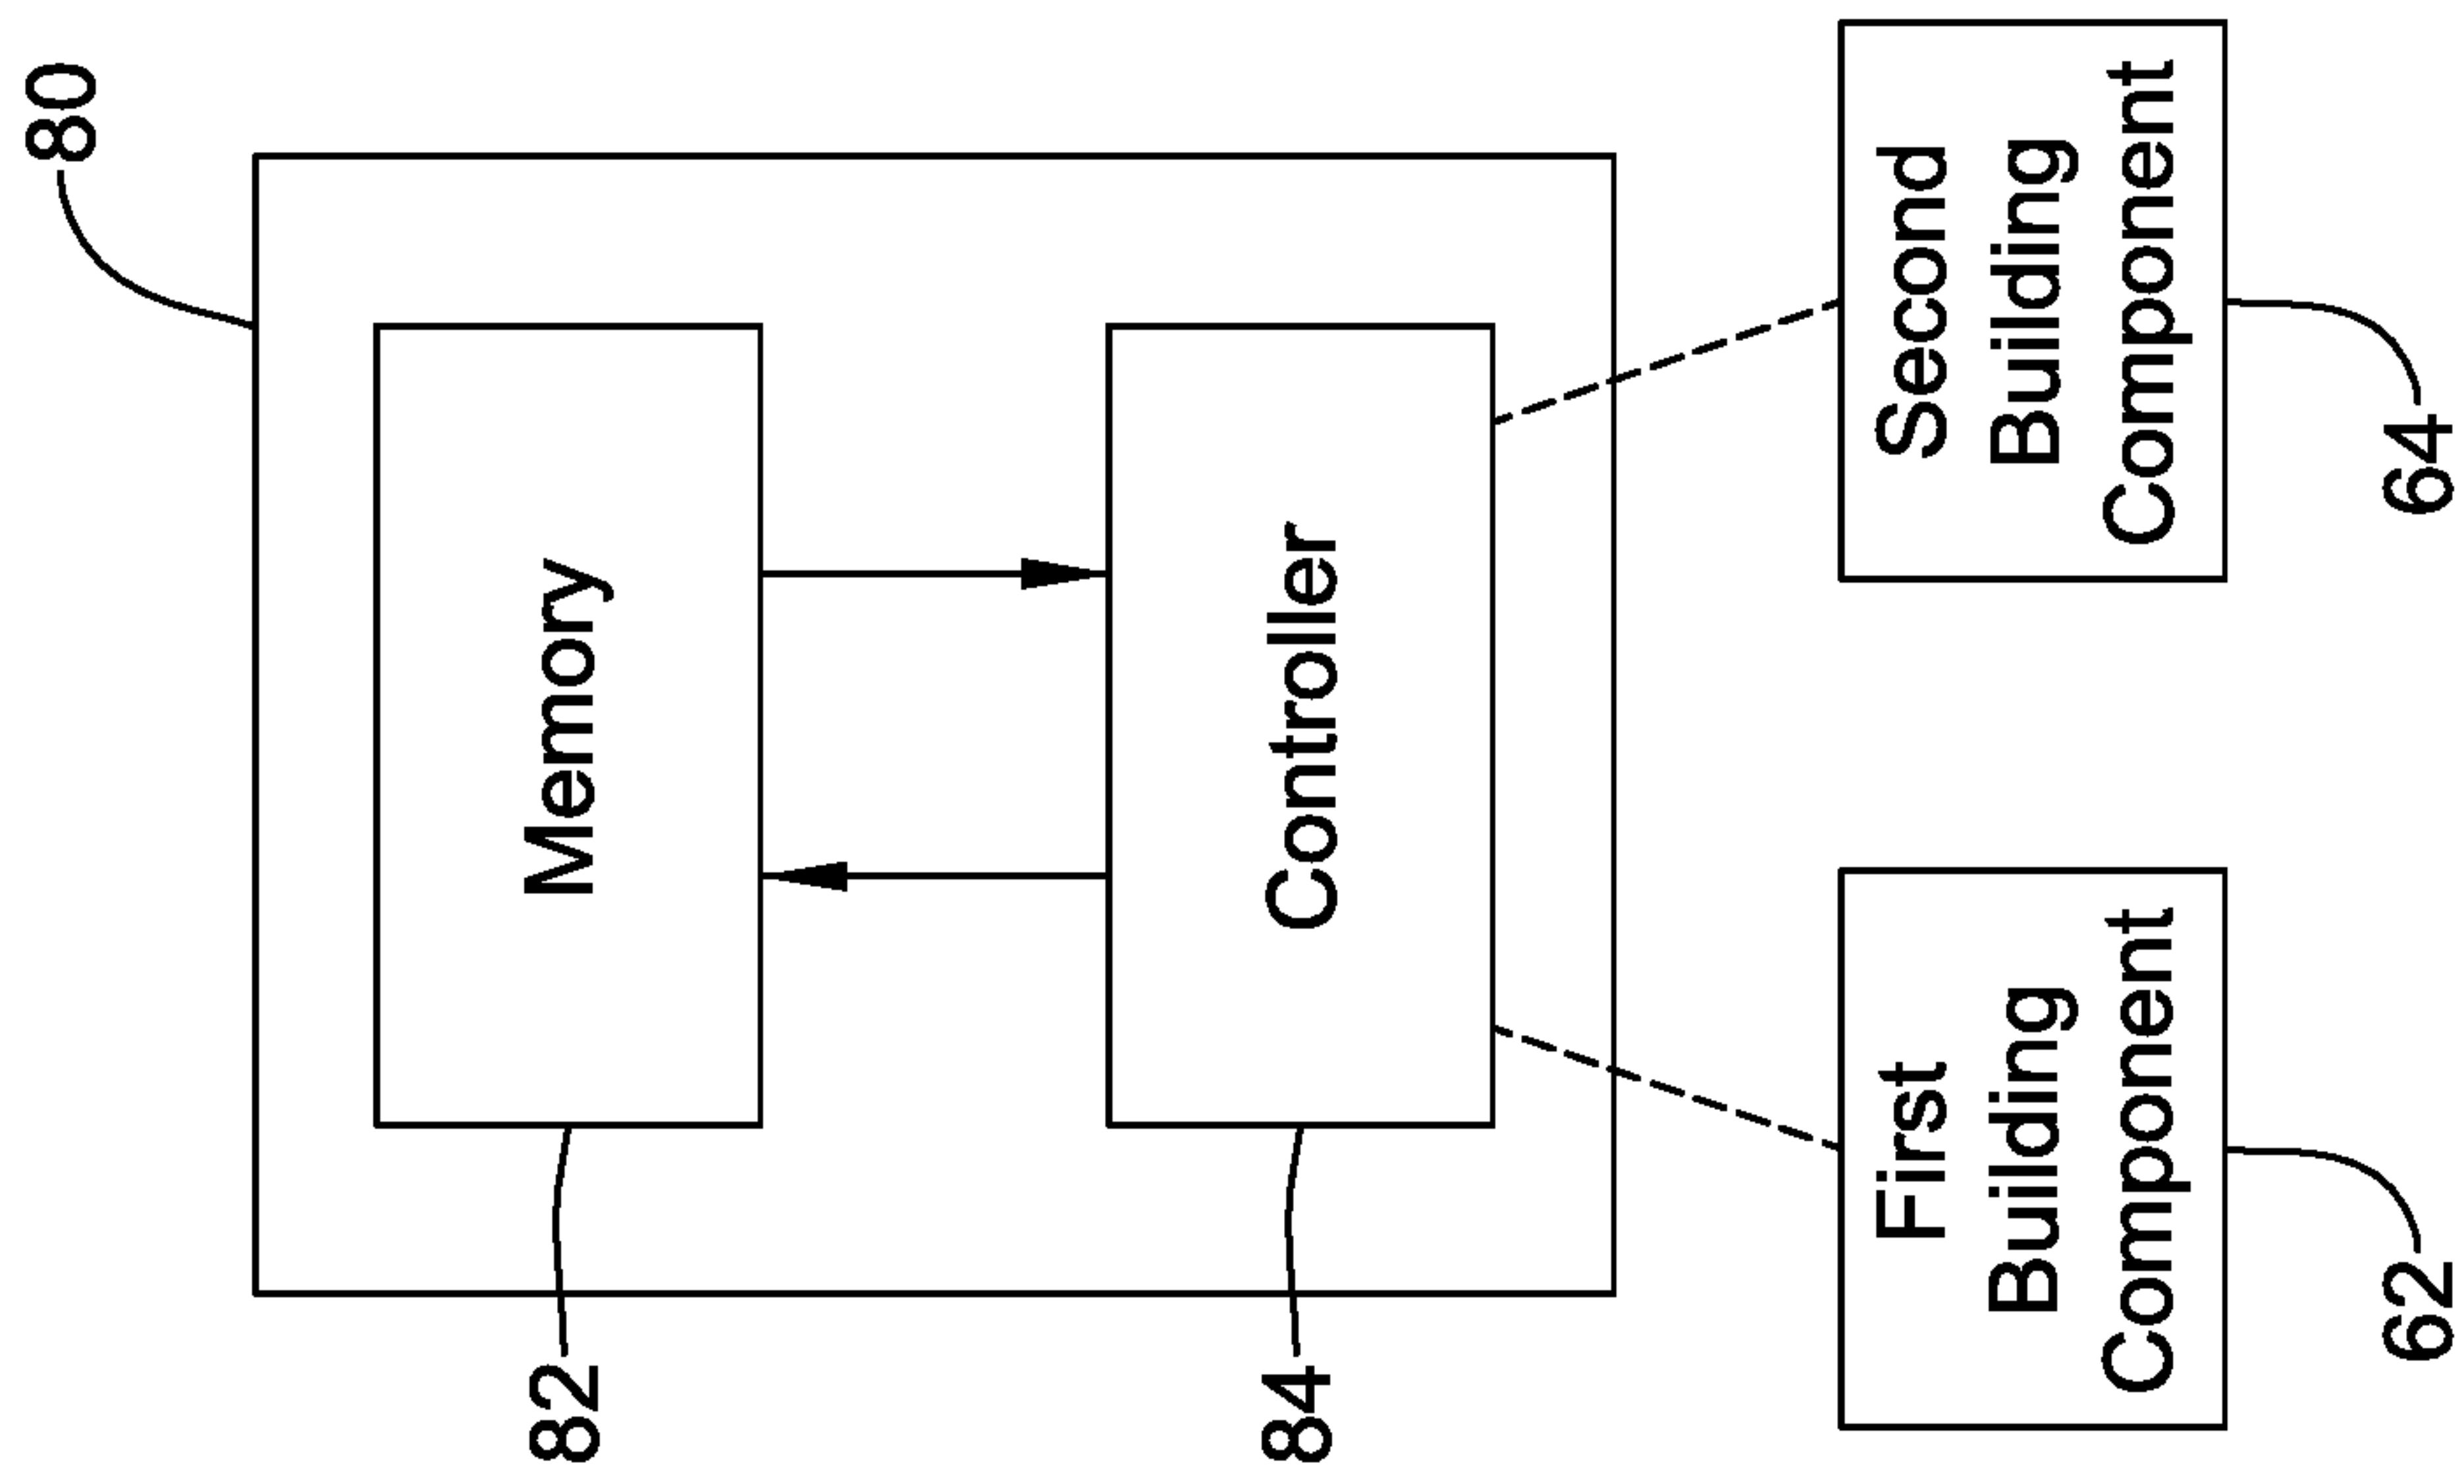 80
Memory
82
Controller
84
First
Building
Component
62
Second
Building
Component
64